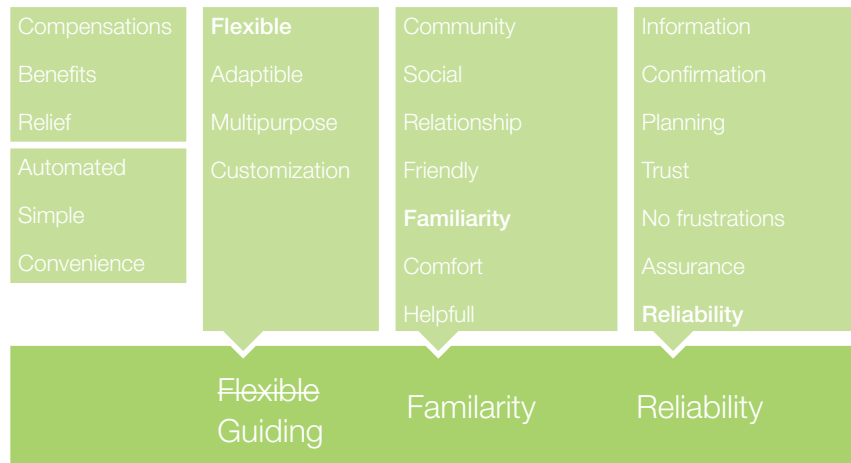 Compensations
Benefits
Relief
Automated
Simple
Convenience
Flexible
Adaptible
Multipurpose
Customization
Community
Social
Relationship
Friendly
Familiarity
Comfort
Helpfull
Information
Confirmation
Planning
Trust
No frustrations
Assurance
Reliability
Flexible
Guiding
Familarity
Reliability